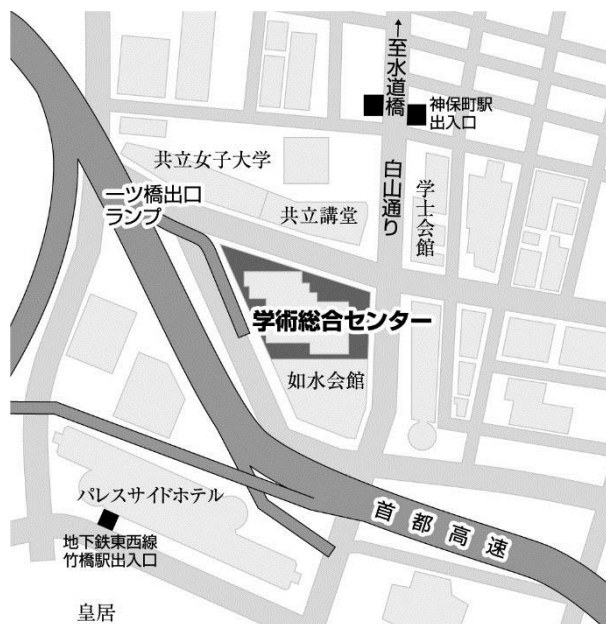 ↑至水道橋
神保町駅
出入口
共立女子大学
一ツ橋出口
ランプ
共立講堂
白山通り
学士会館
学術総合センター
如水会館
パレスサイドホテル
首都高速
地下鉄東西線
竹橋駅出入口
皇居